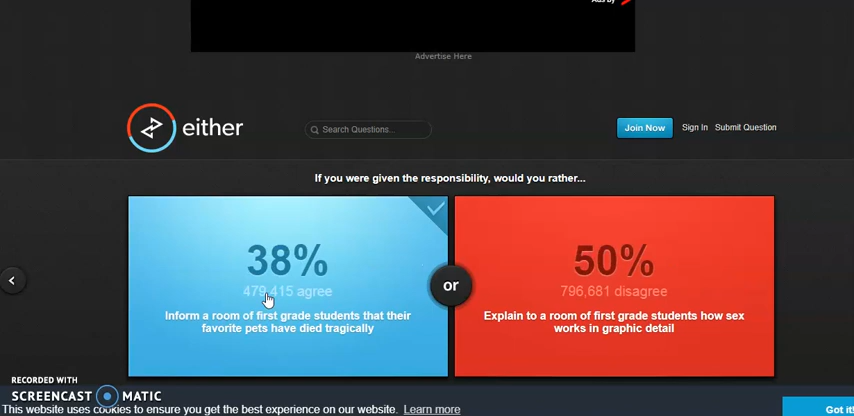 Ads by
Advertise Here
either
Search Questions...
Join Now
Sign In
Submit Question
If you were given the responsibility, would you rather...
38%
479,415 agree
Inform a room of first grade students that their
favorite pets have died tragically
or
50%
796,681 disagree
Explain to a room of first grade students how sex
works in graphic detail
RECORDED WITH
SCREENCAST MATIC
This website uses cookies to ensure you get the best experience on our website. Learn more
Got it!